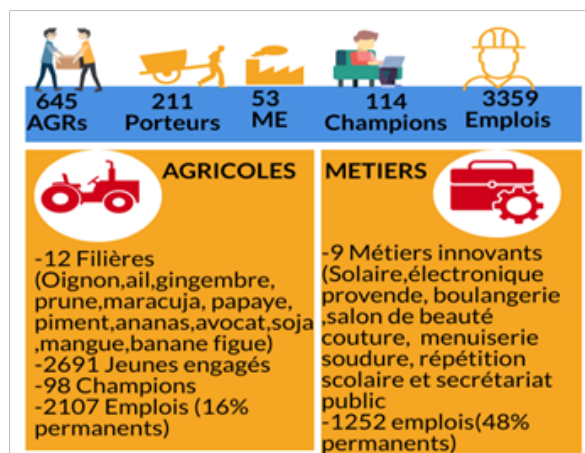 645
AGRs
211
Porteurs
53
ME
114
Champions
3359
Emplois
AGRICOLES
-12 Filières
(Oignon,ail,gingembre,
prune,maracuja, papaye,
piment,ananas,avocat,soja
,mangue,banane figue)
-2691 Jeunes engagés
-98 Champions
-2107 Emplois (16%
permanents)
METIERS
-9 Métiers innovants
(Solaire,électronique
provende, boulangerie
,salon de beauté
couture, menuiserie
soudure, répétition
scolaire et secrétariat
public
-1252 emplois(48%
permanents)